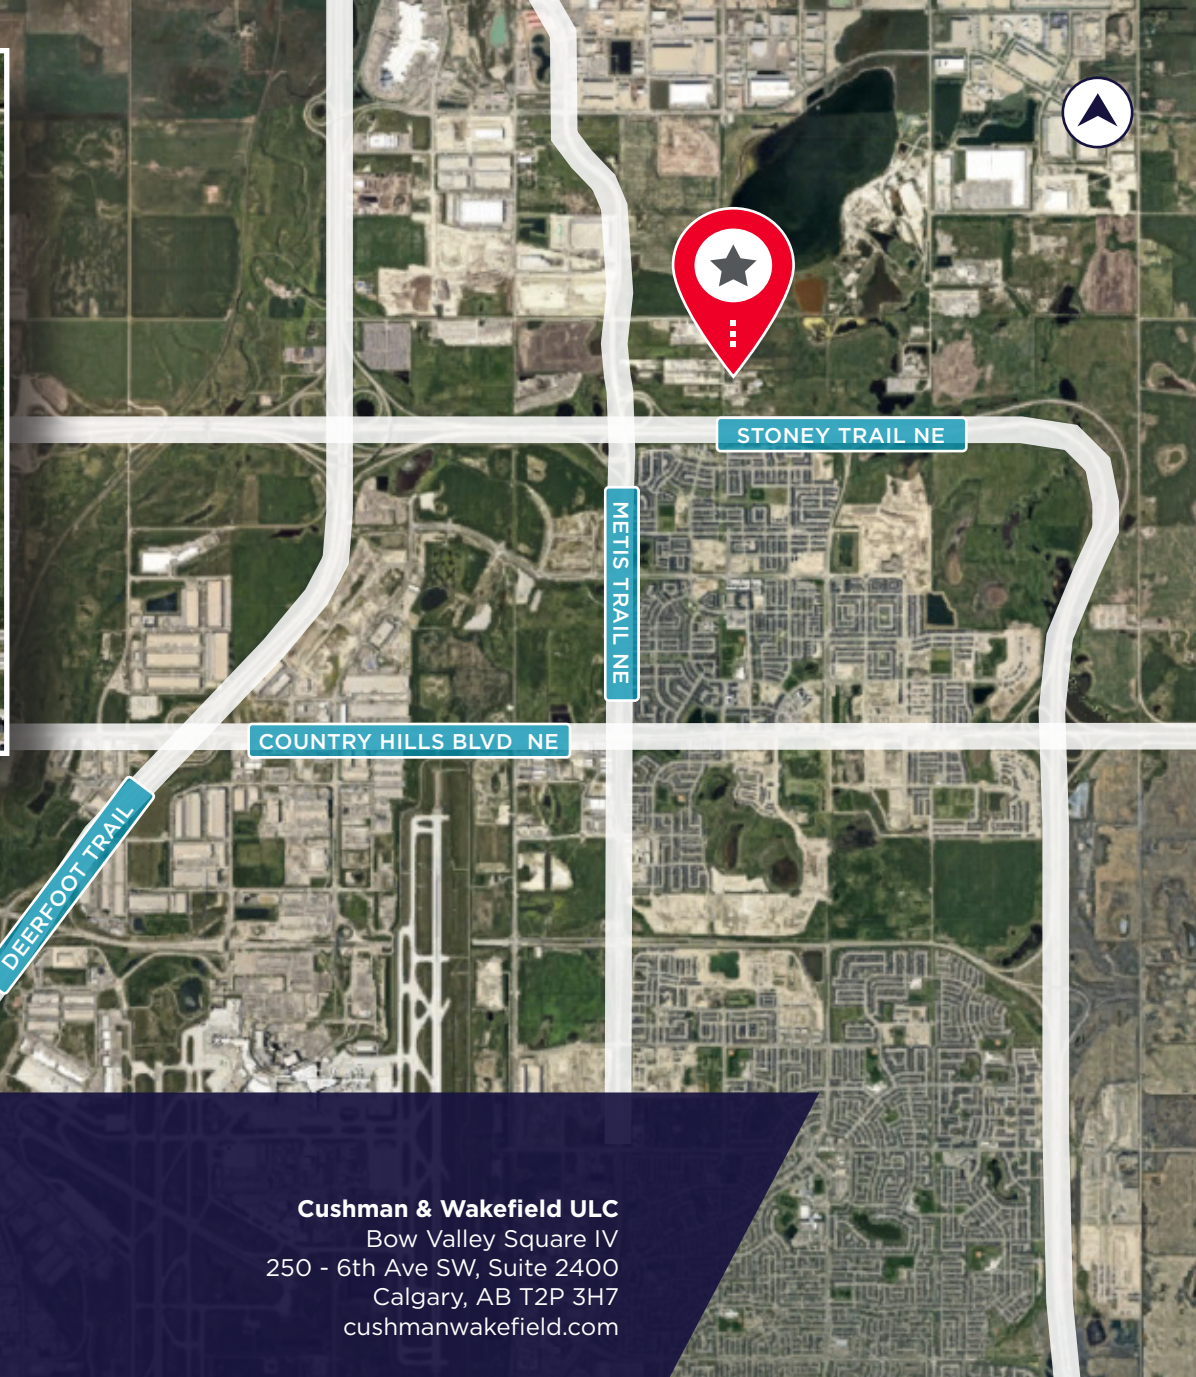 STONEY TRAIL NE
METIS TRAIL NE
COUNTRY HILLS BLVD NE
DEERFOOT TRAIL
Cushman & Wakefield ULC
Bow Valley Square IV
250 - 6th Ave SW, Suite 2400
Calgary, AB T2P 3H7
cushmanwakefield.com